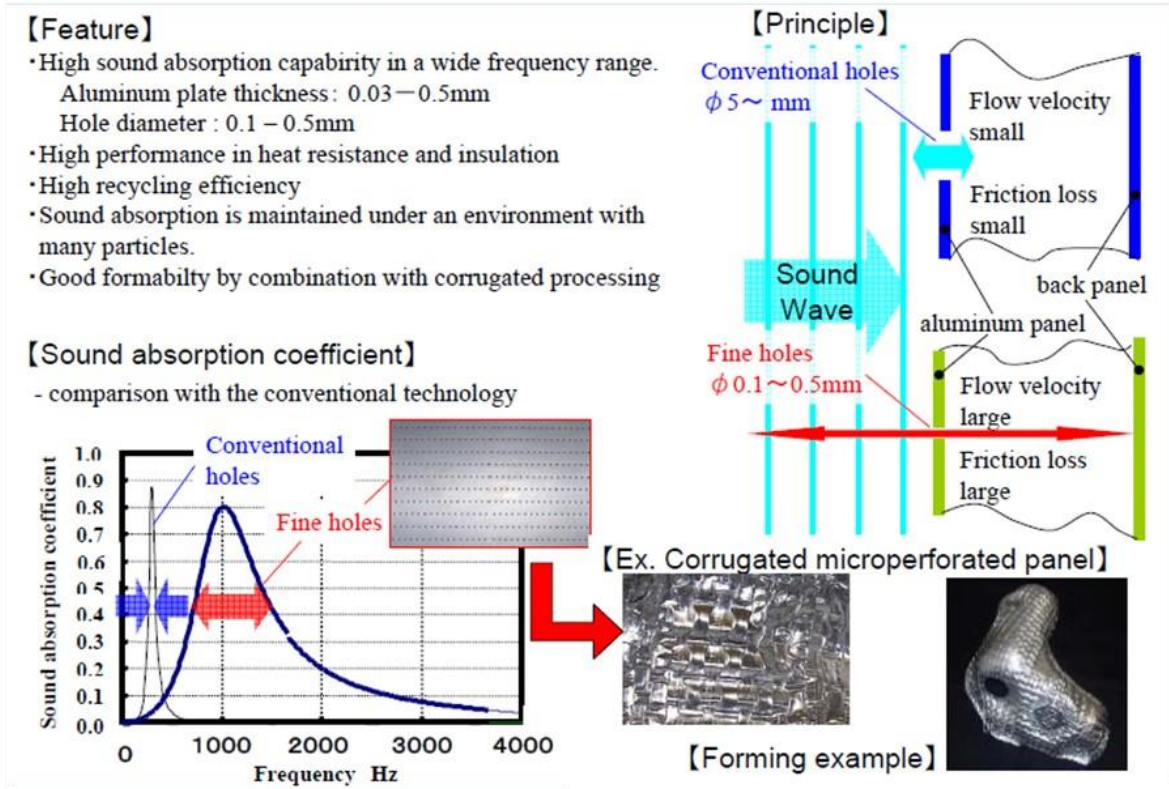 【Feature】
・High sound absorption capabirity in a wide frequency range.
Aluminum plate thickness: 0.03－0.5mm
Hole diameter : 0.1 – 0.5mm
・High performance in heat resistance and insulation
・High recycling efficiency
・Sound absorption is maintained under an environment with
many particles.
・Good formabilty by combination with corrugated processing
【Principle】
Conventional holes
φ5～ mm
Flow velocity
small
Friction loss
small
Sound
Wave
back panel
aluminum panel
Fine holes
φ0.1～0.5mm
Flow velocity
large
Friction loss
large
【Sound absorption coefficient】
- comparison with the conventional technology
Conventional
holes
Fine holes
Sound absorption coefficient
1.0
0.9
0.8
0.7
0.6
0.5
0.4
0.3
0.2
0.1
0.0
0
1000
2000
3000
4000
Frequency Hz
【Ex. Corrugated microperforated panel】
【Forming example】